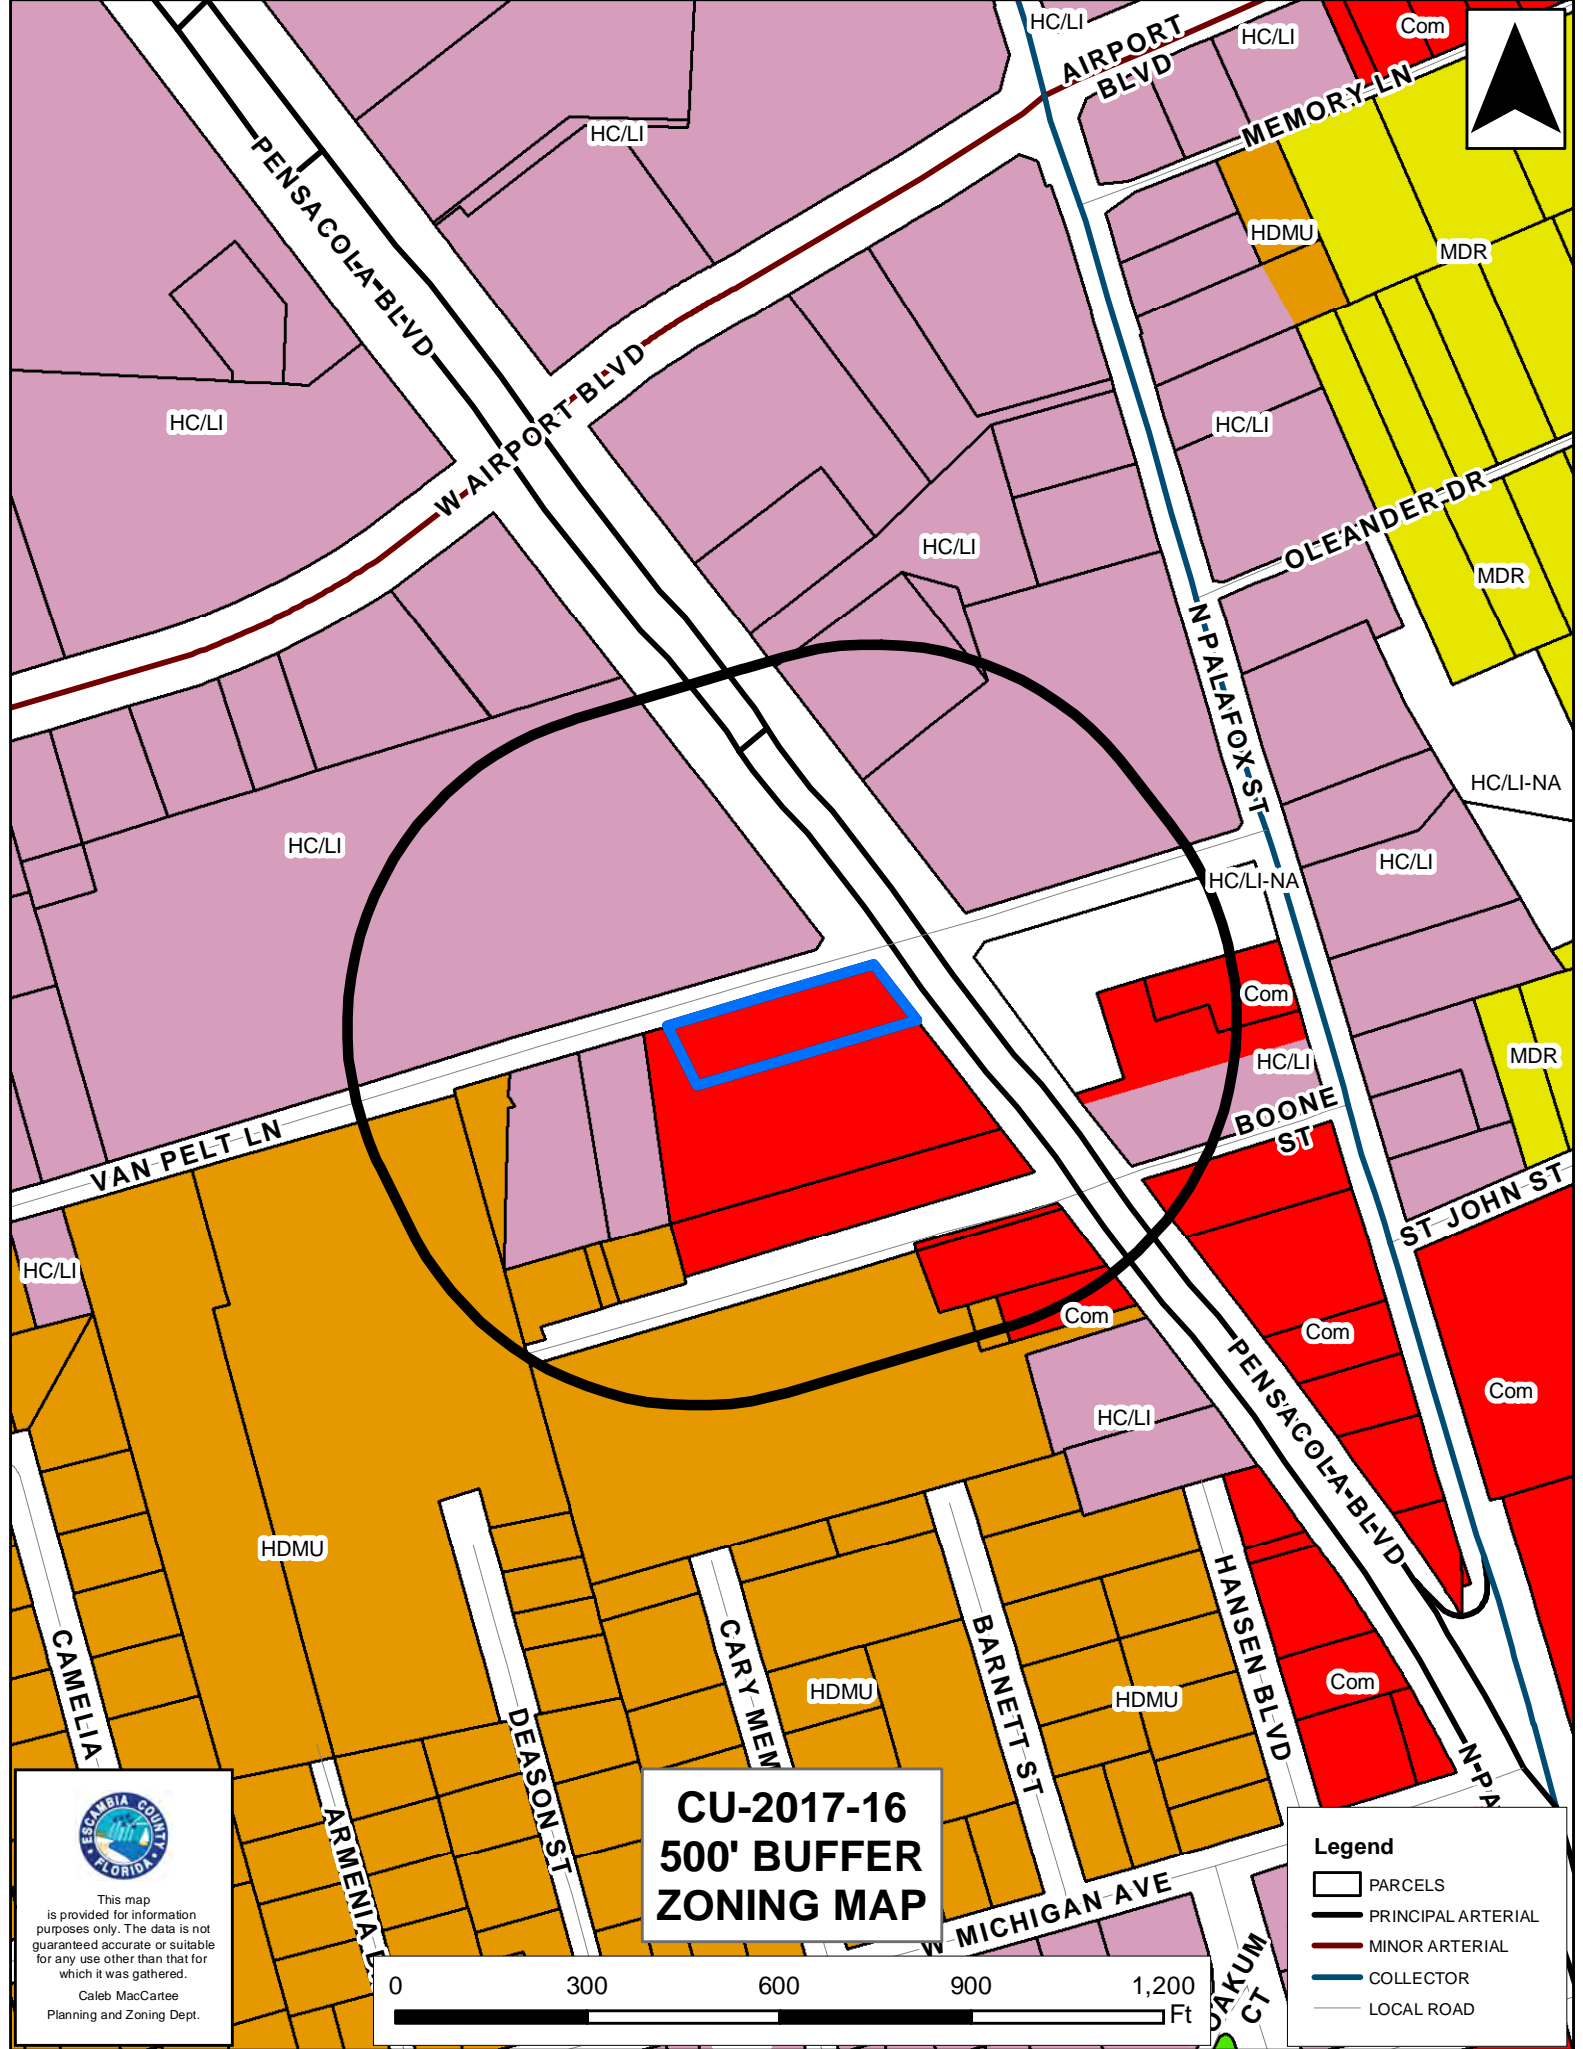 HC/LI
AIRPORT
BLVD
HC/LI
Com
MEMORY LN
HC/LI
PENSACOLA BLVD
HDMU
MDR
W AIRPORT BLVD
HC/LI
HC/LI
OLEANDER DR
HC/LI
MDR
N PALAFOX ST
HC/LI-NA
HC/LI
HC/LI
HC/LI-NA
Com
HC/LI
MDR
BOONE
ST
VAN PELT LN
ST JOHN ST
HC/LI
Com
Com
PENSACOLA BLVD
Com
HC/LI
HDMU
HANSEN BLVD
CAMELIA
CARY MEM
BARNETT ST
HDMU
HDMU
Com
DEASON ST
N PA
ARMENIA D
W MICHIGAN AVE
OAKUM
CT
CU-2017-16
500' BUFFER
ZONING MAP
ESCAMBIA COUNTY
FLORIDA
This map
is provided for information
purposes only. The data is not
guaranteed accurate or suitable
for any use other than that for
which it was gathered.
Caleb MacCartee
Planning and Zoning Dept.
0 300 600 900 1,200
Ft
Legend
PARCELS
PRINCIPAL ARTERIAL
MINOR ARTERIAL
COLLECTOR
LOCAL ROAD